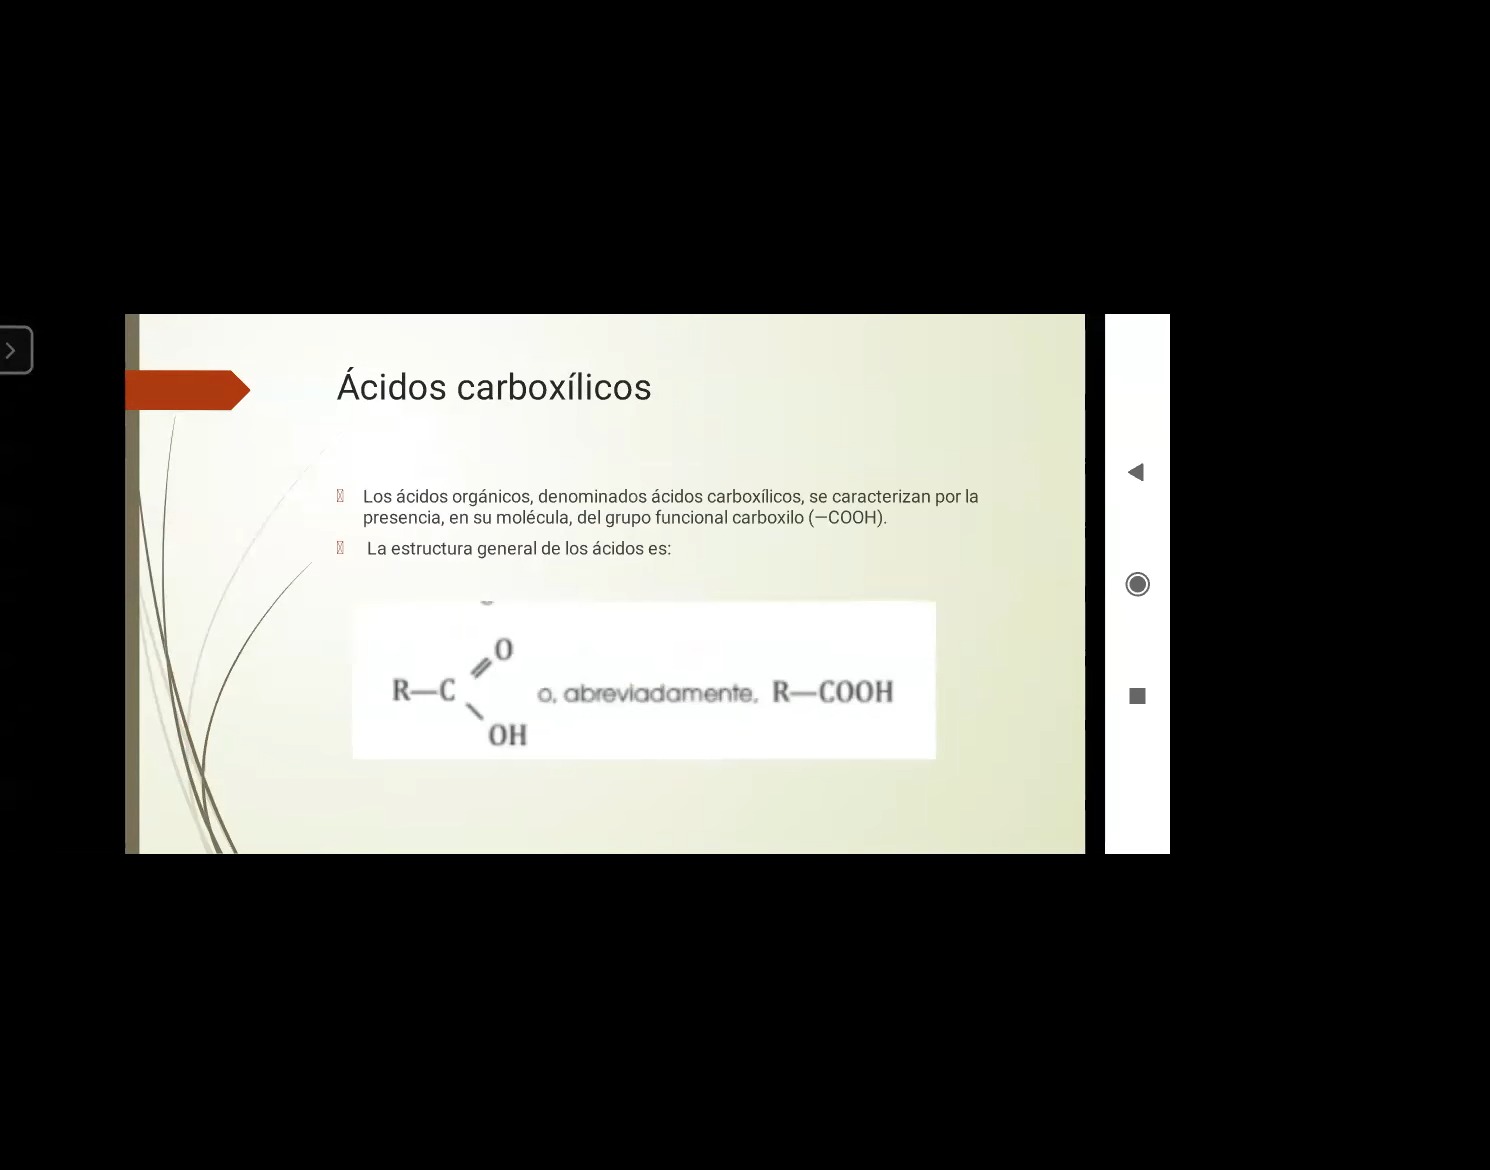 Ácidos carboxílicos
Los ácidos orgánicos, denominados ácidos carboxílicos, se caracterizan por la
presencia, en su molécula, del grupo funcional carboxilo (—COOH).
La estructura general de los ácidos es:
O
R—C o, abreviadamente, R—COOH
OH